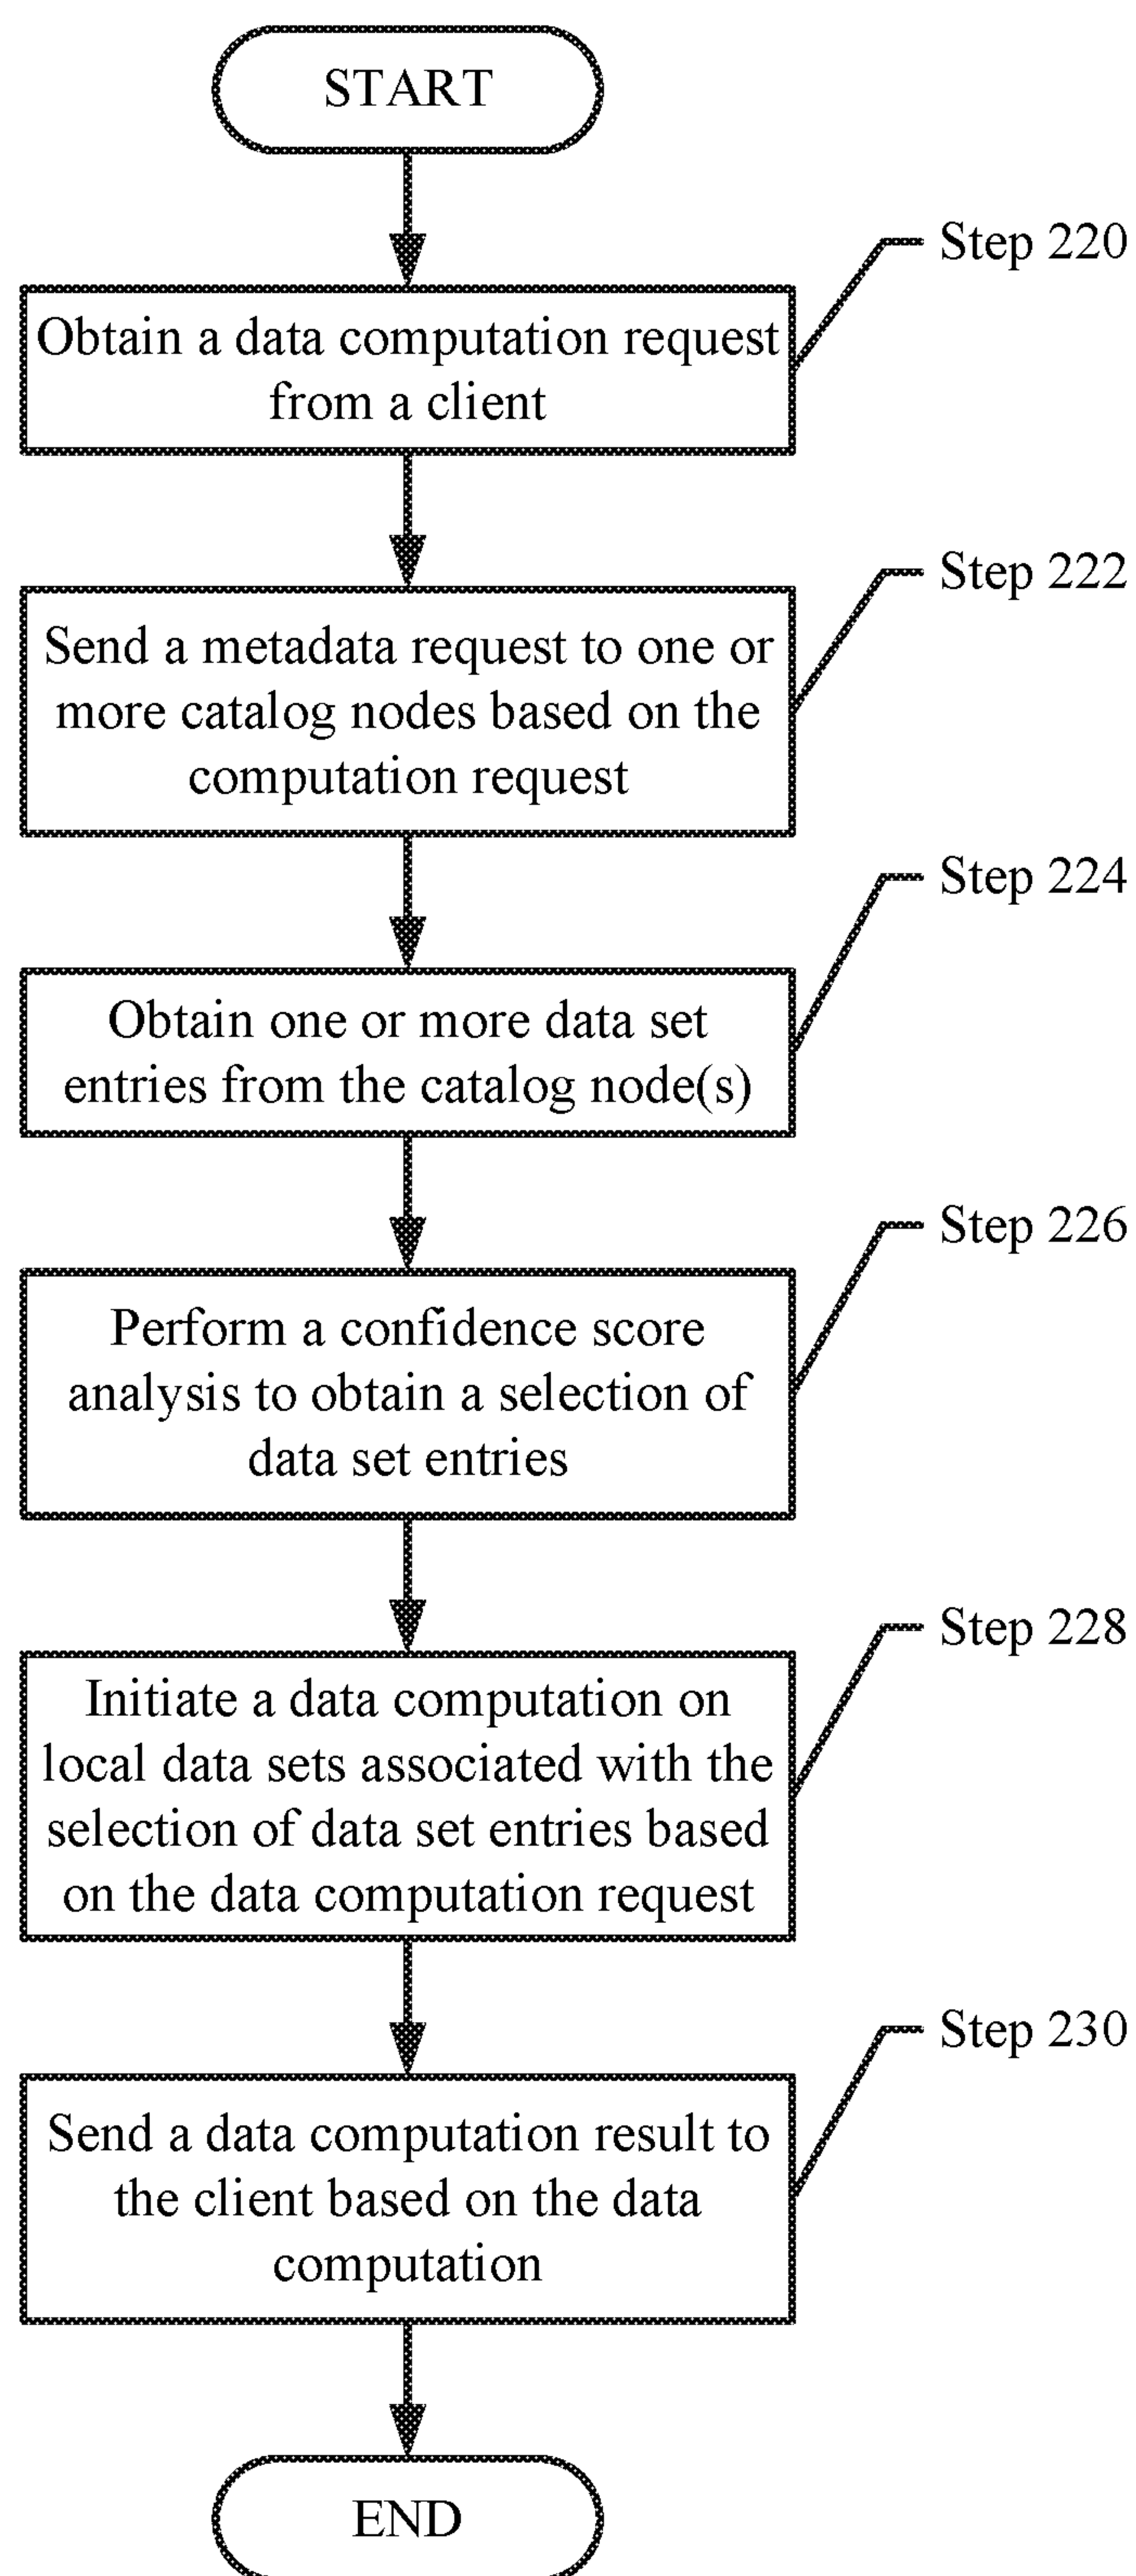 START
Step 220
Obtain a data computation request
from a client
Step 222
Send a metadata request to one or
more catalog nodes based on the
computation request
Step 224
Obtain one or more data set
entries from the catalog node(s)
Step 226
Perform a confidence score
analysis to obtain a selection of
data set entries
Step 228
Initiate a data computation on
local data sets associated with the
selection of data set entries based
on the data computation request
Step 230
Send a data computation result to
the client based on the data
computation
END